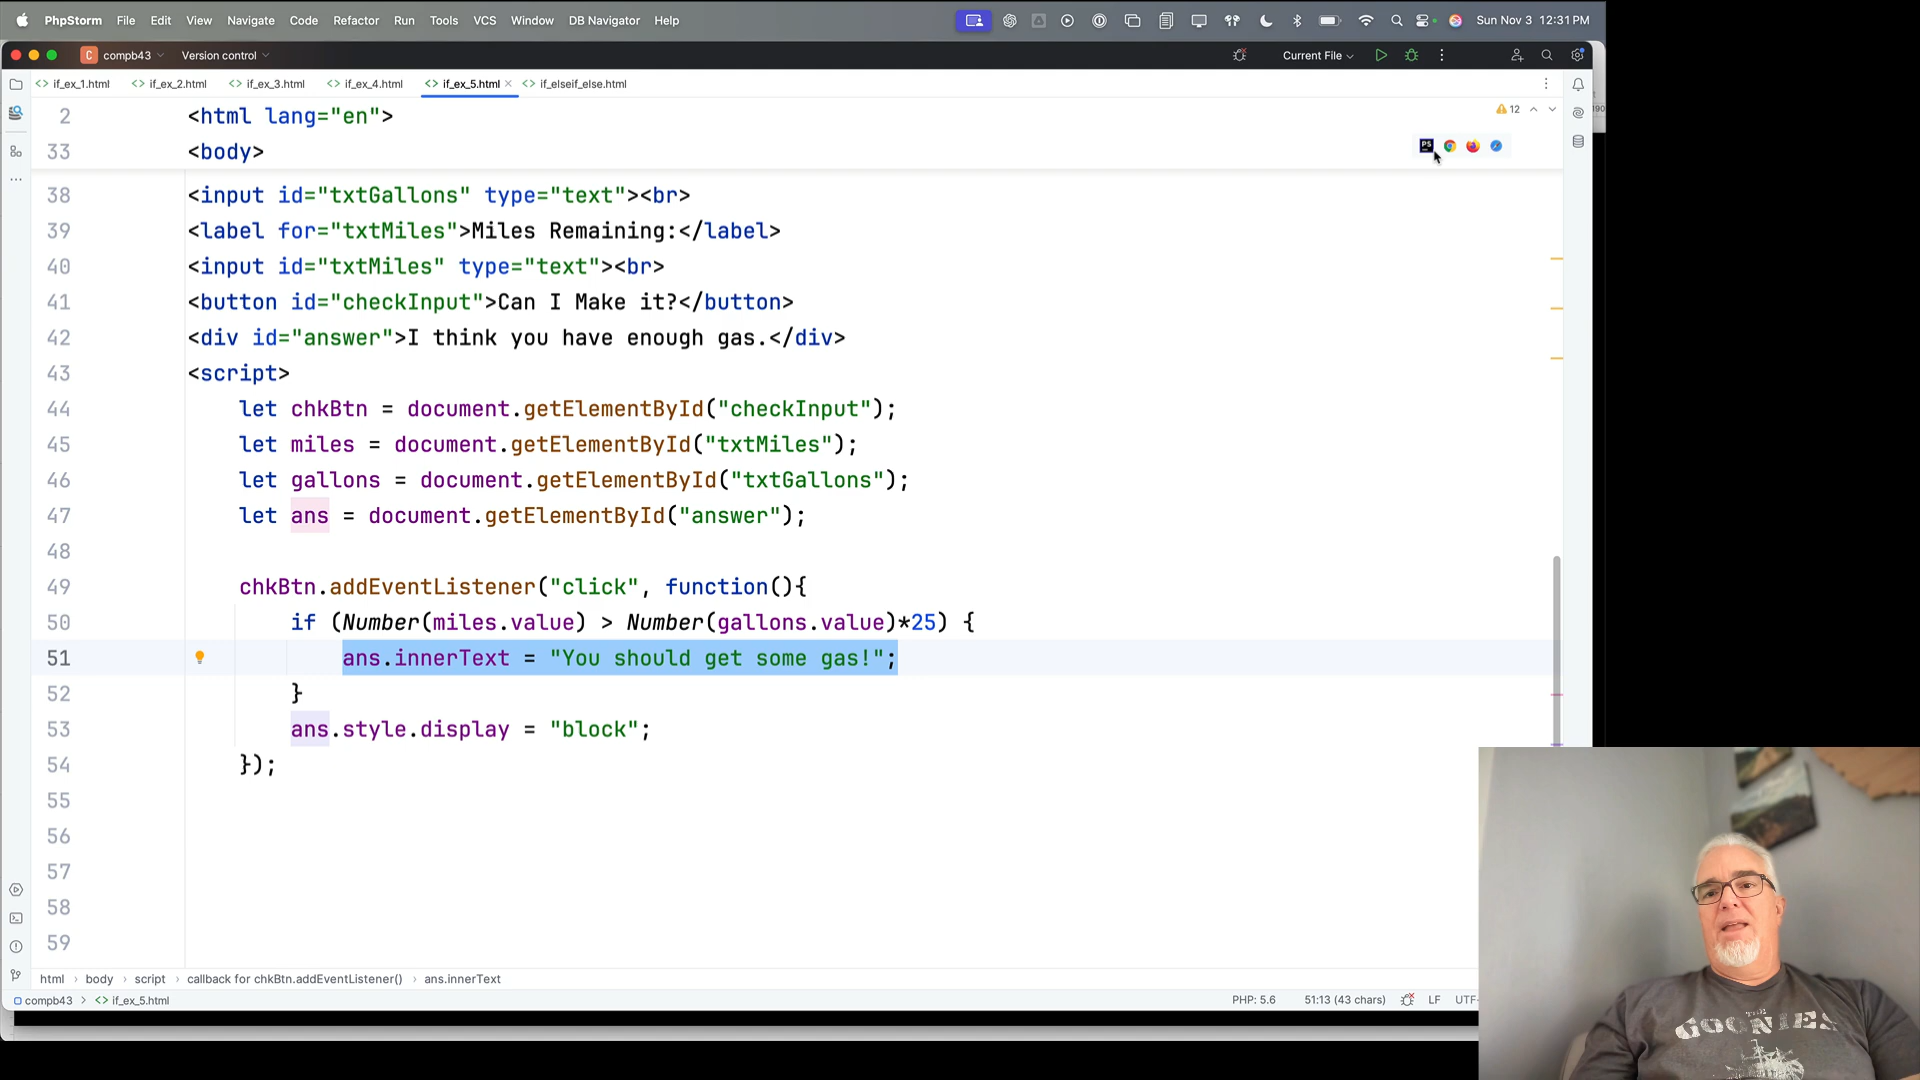 PhpStorm File Edit View Navigate Code Refactor Run Tools VCS Window DB Navigator Help Sun Nov 3 12:31 PM
C compb43 Version control Current File
if_ex_1.html if_ex_2.html if_ex_3.html if_ex_4.html if_ex_5.html if_elseif_else.html
2 <html lang="en"> 12
33 <body>
PS
38 <input id="txtGallons" type="text"><br>
39 <label for="txtMiles">Miles Remaining:</label>
40 <input id="txtMiles" type="text"><br>
41 <button id="checkInput">Can I Make it?</button>
42 <div id="answer">I think you have enough gas.</div>
43 <script>
44 let chkBtn = document.getElementById("checkInput");
45 let miles = document.getElementById("txtMiles");
46 let gallons = document.getElementById("txtGallons");
47 let ans = document.getElementById("answer");
48
49 chkBtn.addEventListener("click", function(){
50 if (Number(miles.value) > Number(gallons.value)*25) {
51 ans.innerText = "You should get some gas!";
52 }
53 ans.style.display = "block";
54 });
55
56
57
58
59
html › body › script › callback for chkBtn.addEventListener() › ans.innerText
compb43 > if_ex_5.html PHP: 5.6 51:13 (43 chars) LF UTF-
THE
GOONIES